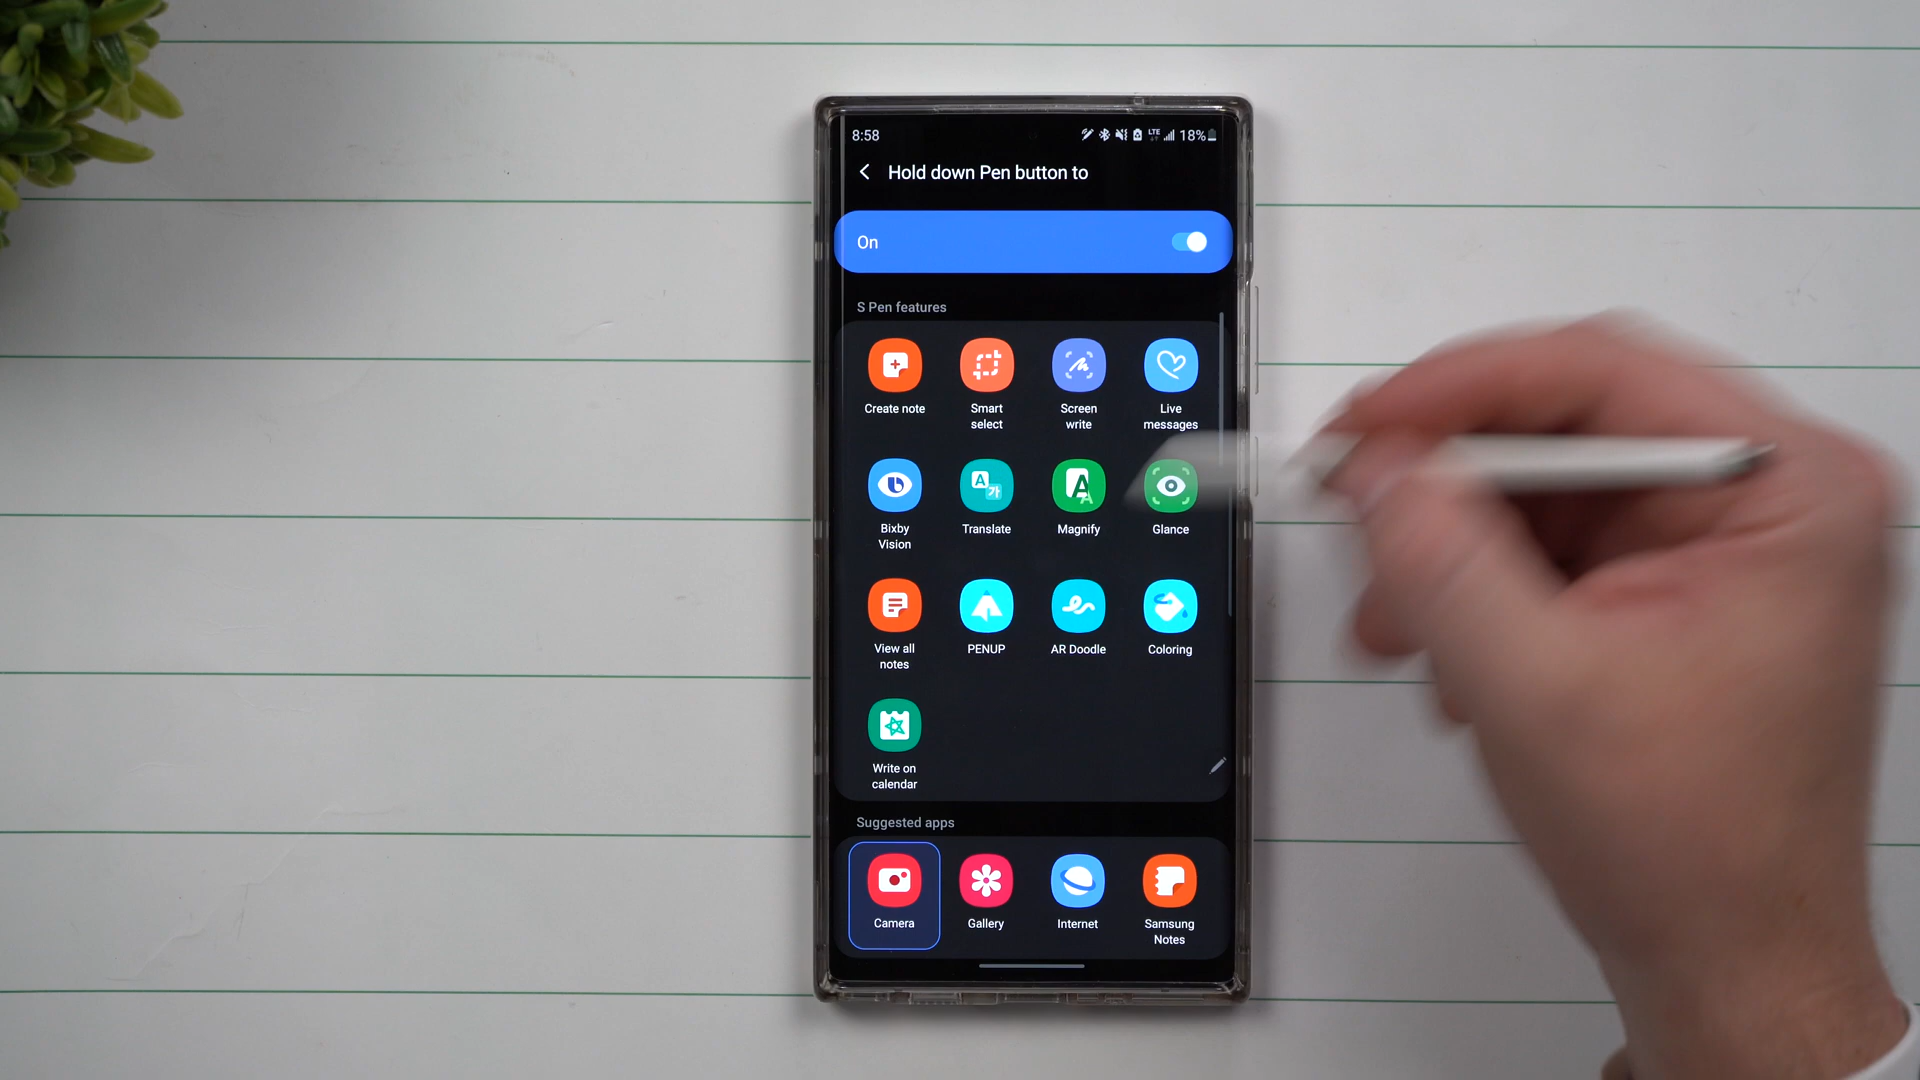 8:58 LTE 18%
Hold down Pen button to
On
S Pen features
Create note Smart select Screen write Live messages
Bixby Vision Translate Magnify Glance
View all notes PENUP AR Doodle Coloring
Write on calendar
Suggested apps
Camera Gallery Internet Samsung Notes